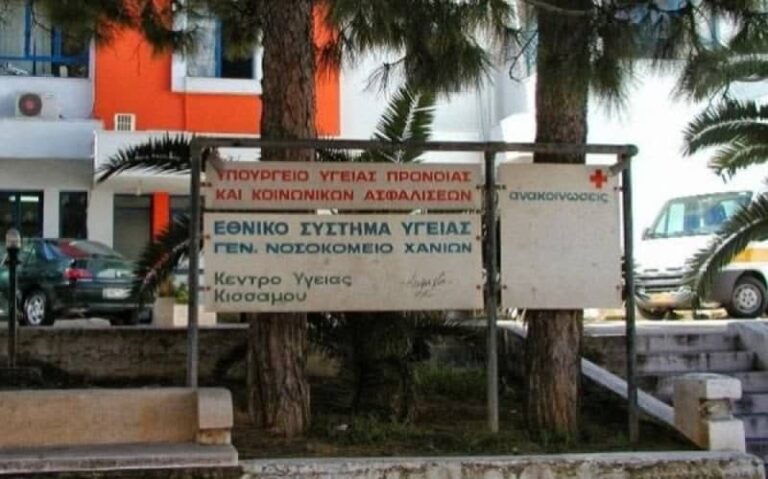 ΥΠΟΥΡΓΕΙΟ ΥΓΕΙΑΣ ΠΡΟΝΟΙΑΣ
ΚΑΙ ΚΟΙΝΩΝΙΚΩΝ ΑΣΦΑΛΙΣΕΩΝ
ΕΘΝΙΚΟ ΣΥΣΤΗΜΑ ΥΓΕΙΑΣ
ΓΕΝ. ΝΟΣΟΚΟΜΕΙΟ ΧΑΝΙΩΝ
Κεντρο Υγειας
Κισσαμου
ανακοινωσεις